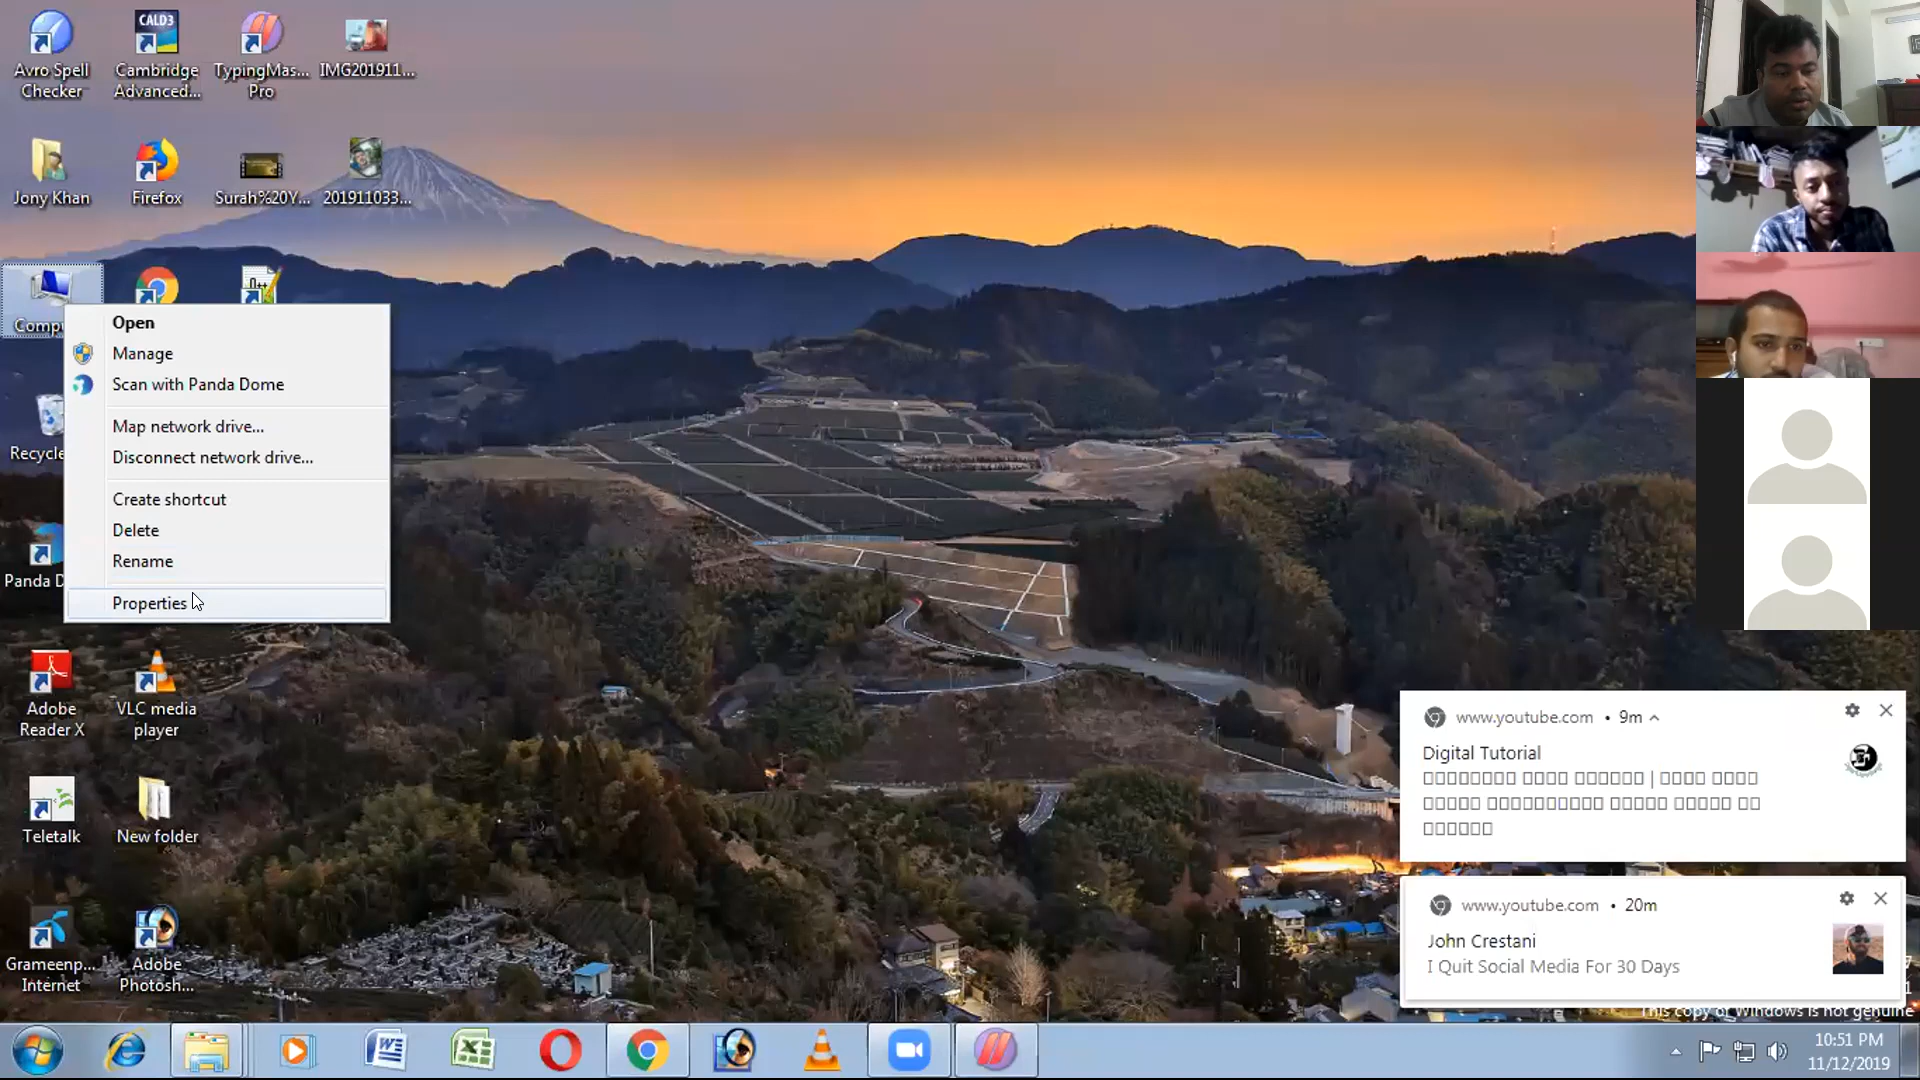 Avro Spell
Checker
CALD3
Cambridge
Advanced...
TypingMas...
Pro
IMG201911...
Jony Khan
Firefox
Surah%20Y...
201911033...
Open
Manage
Scan with Panda Dome
Map network drive...
Disconnect network drive...
Create shortcut
Delete
Rename
Properties
Adobe
Reader X
VLC media
player
Teletalk
New folder
Grameenp...
Internet
Adobe
Photosh...
www.youtube.com • 9m
Digital Tutorial
www.youtube.com • 20m
John Crestani
I Quit Social Media For 30 Days
This copy of Windows is not genuine
10:51 PM
11/12/2019